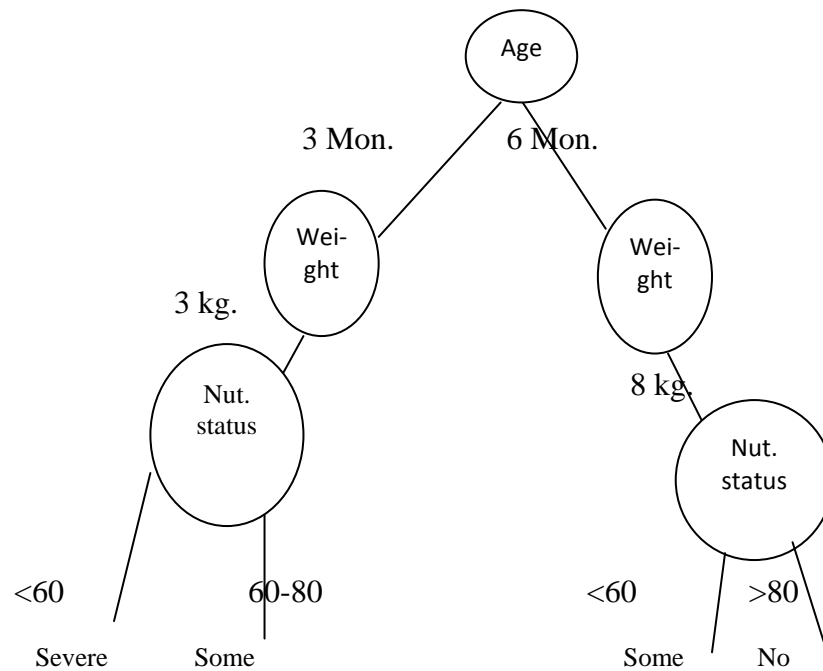 Age
3 Mon.
6 Mon.
Wei-
ght
Wei-
ght
3 kg.
8 kg.
Nut.
status
Nut.
status
<60
60-80
<60
>80
Severe
Some
Some
No